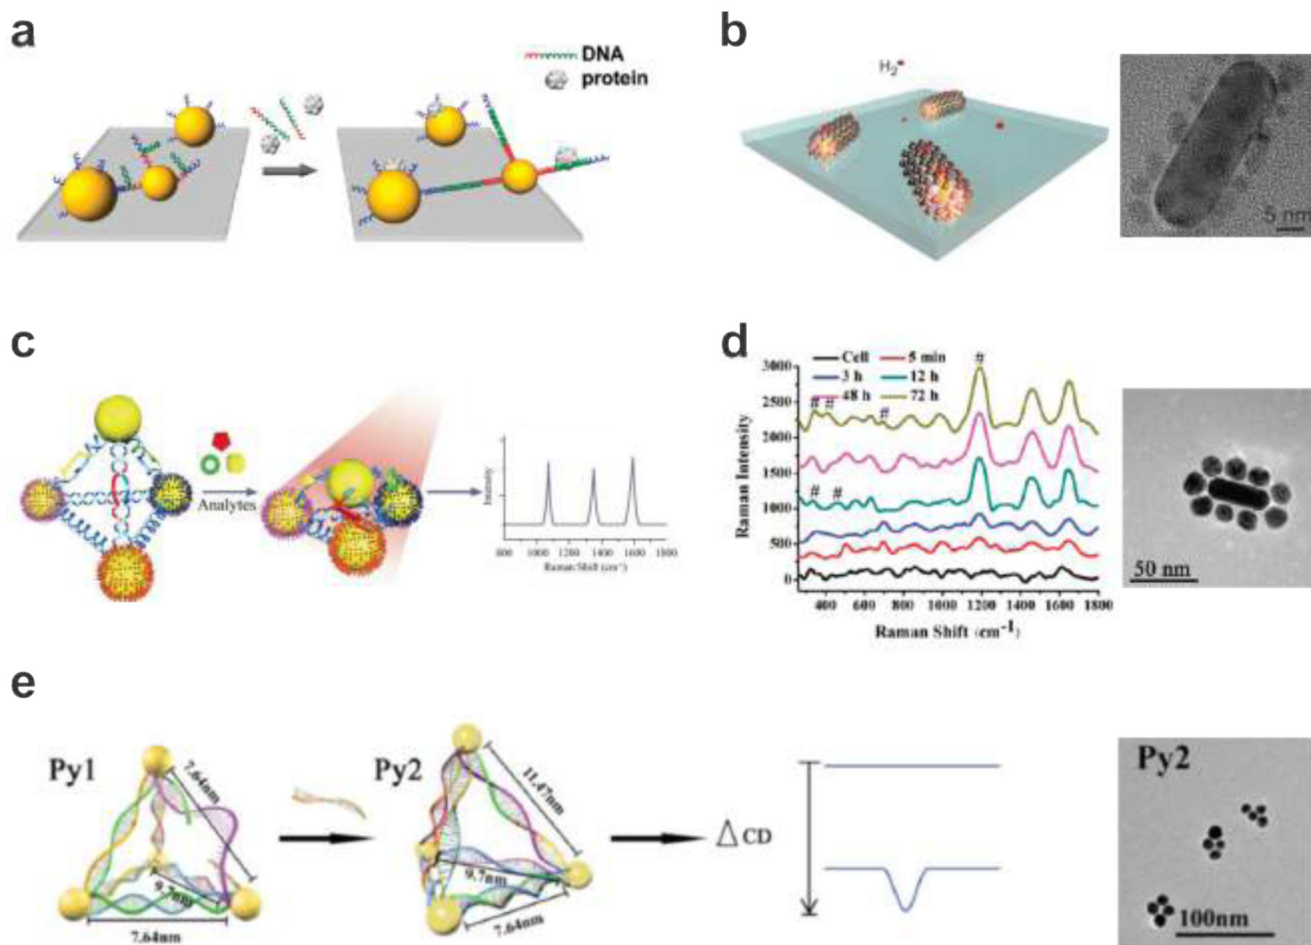 a
DNA
protein
b
H2
5 nm
c
Analytes
Intensity
800 1000 1200 1400 1600 1800
Raman Shift (cm-1)
d
Cell 5 min
3 h 12 h
48 h 72 h
#
# #
#
# #
3000
2500
2000
1500
1000
500
0
Raman Intensity
400 600 800 1000 1200 1400 1600 1800
Raman Shift (cm-1)
50 nm
e
Py1
7.64nm
9.7nm
7.64nm
Py2
11.47nm
9.7nm
7.64nm
Δ CD
Py2
100nm